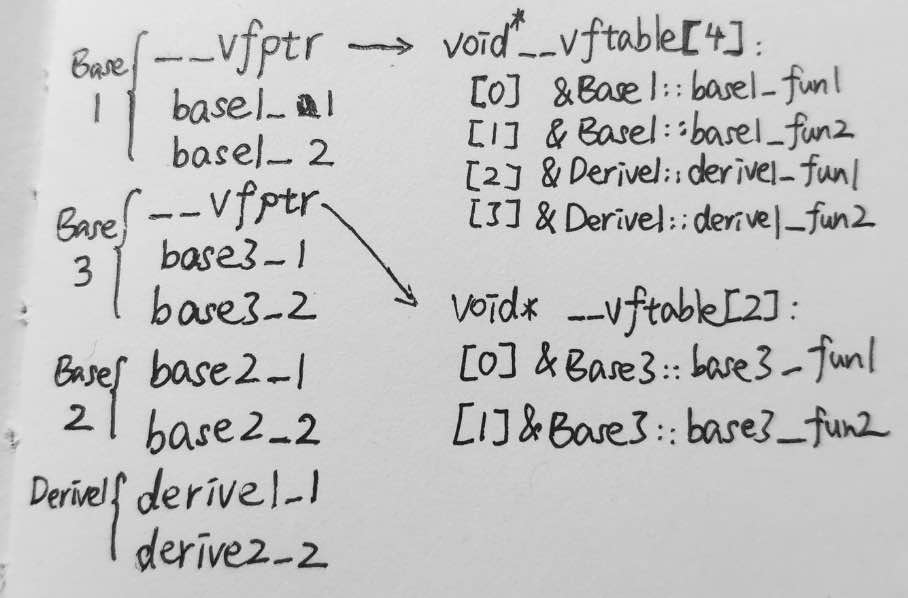 Base 1 __vfptr → void*__vftable[4]:
base1_1 [0] &Base1::base1_fun1
base1_2 [1] &Base1::base1_fun2
[2] &Derive1::derive1_fun1
Base 3 __vfptr [3] &Derive1::derive1_fun2
base3_1
base3_2 void* __vftable[2]:
Base 2 base2_1 [0] &Base3::base3_fun1
base2_2 [1] &Base3::base3_fun2
Derive1 derive1_1
derive2_2